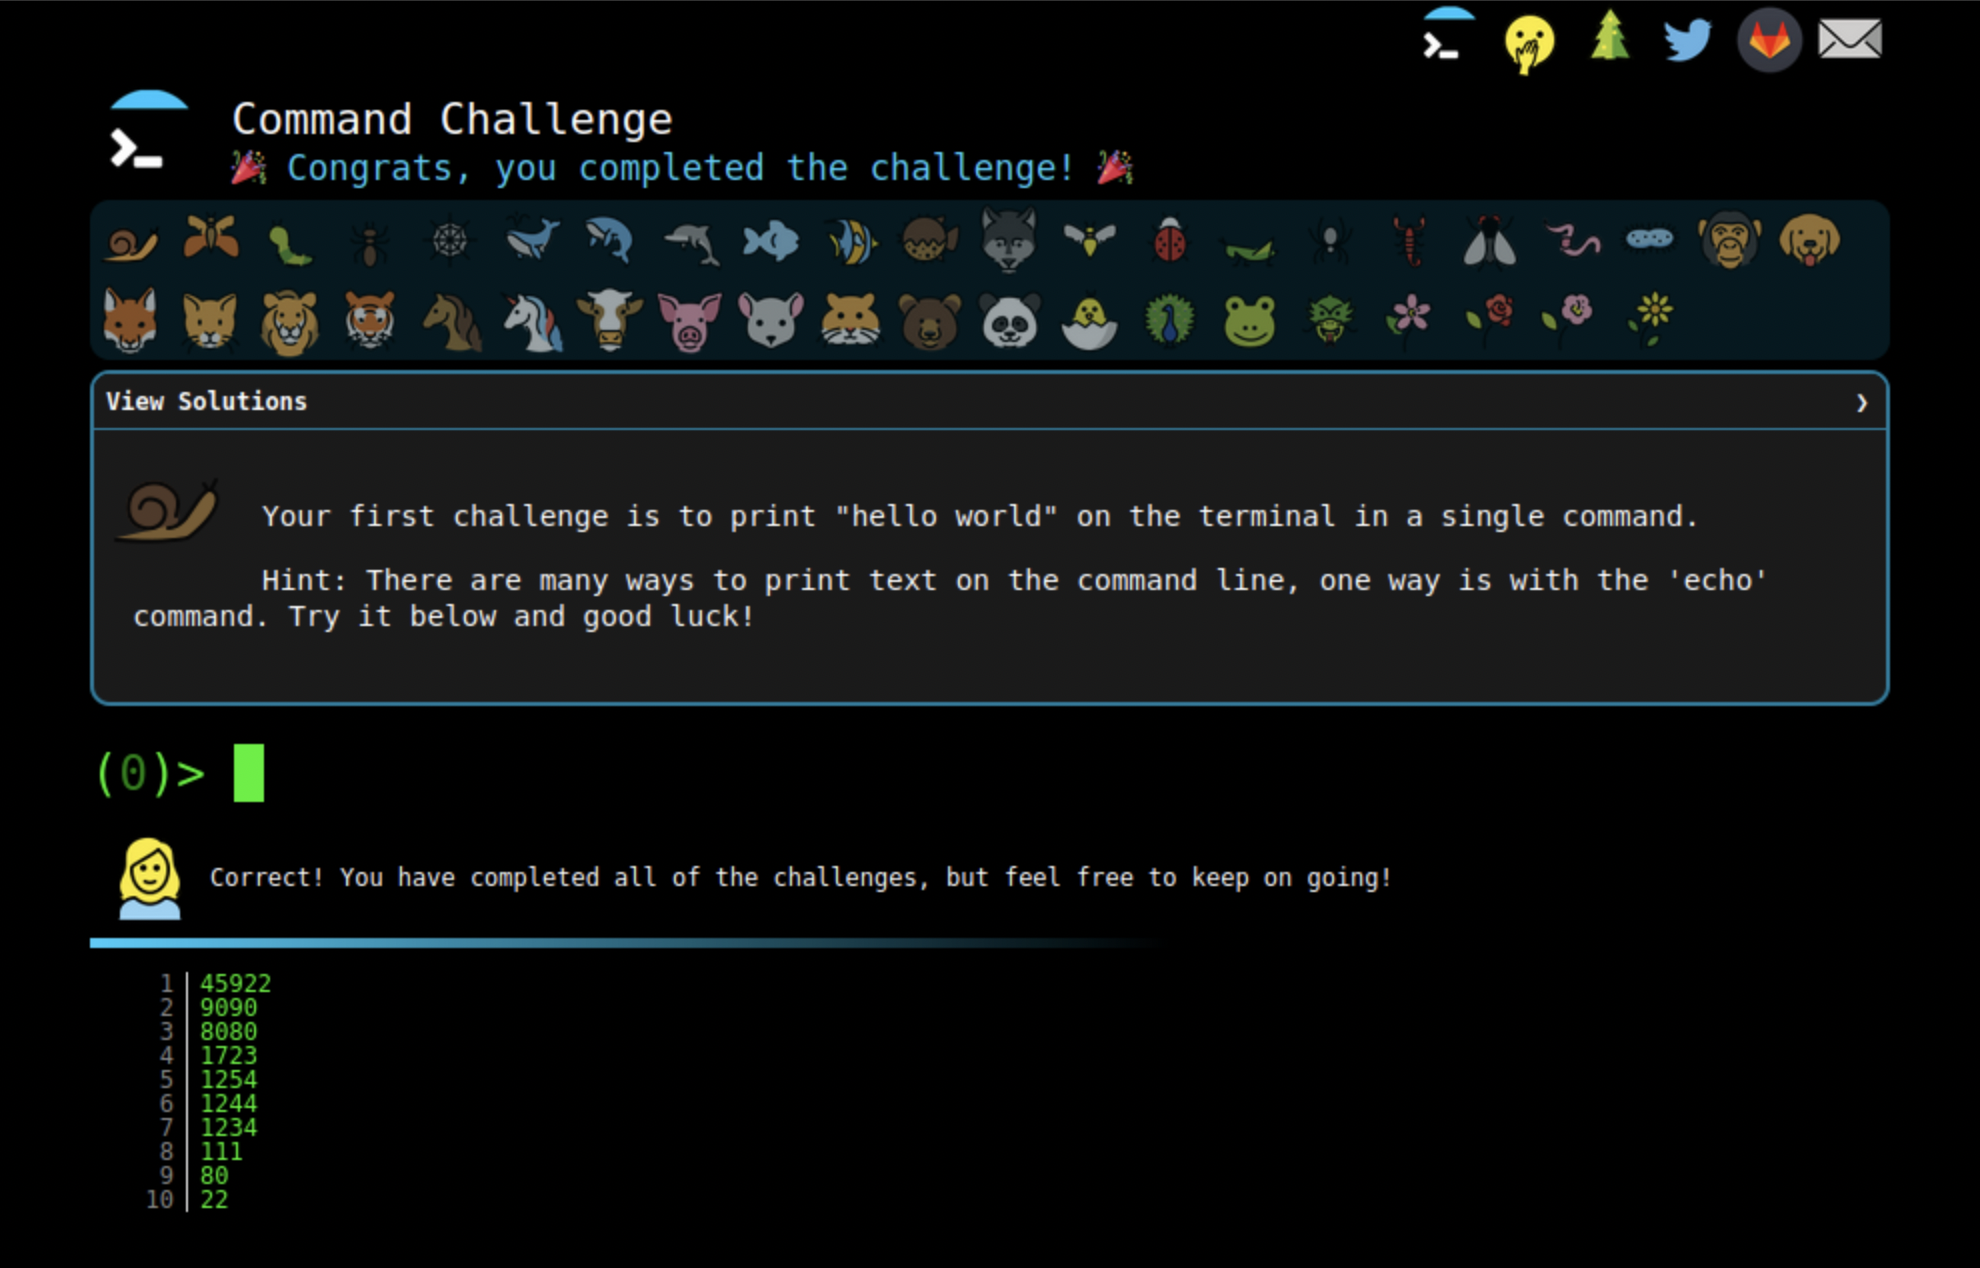 Command Challenge
🎉 Congrats, you completed the challenge! 🎉
View Solutions ❯
Your first challenge is to print "hello world" on the terminal in a single command.
Hint: There are many ways to print text on the command line, one way is with the 'echo'
command. Try it below and good luck!
(0)>
Correct! You have completed all of the challenges, but feel free to keep on going!
1 45922
2 9090
3 8080
4 1723
5 1254
6 1244
7 1234
8 111
9 80
10 22